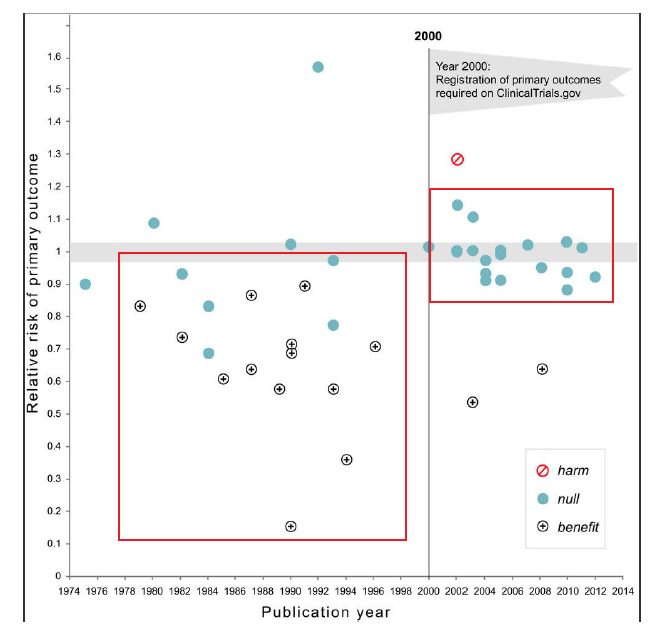 2000
Year 2000:
Registration of primary outcomes
required on ClinicalTrials.gov
Relative risk of primary outcome
1.6
1.5
1.4
1.3
1.2
1.1
1
0.9
0.8
0.7
0.6
0.5
0.4
0.3
0.2
0.1
0
harm
null
benefit
1974 1976 1978 1980 1982 1984 1986 1988 1990 1992 1994 1996 1998 2000 2002 2004 2006 2008 2010 2012 2014
Publication year